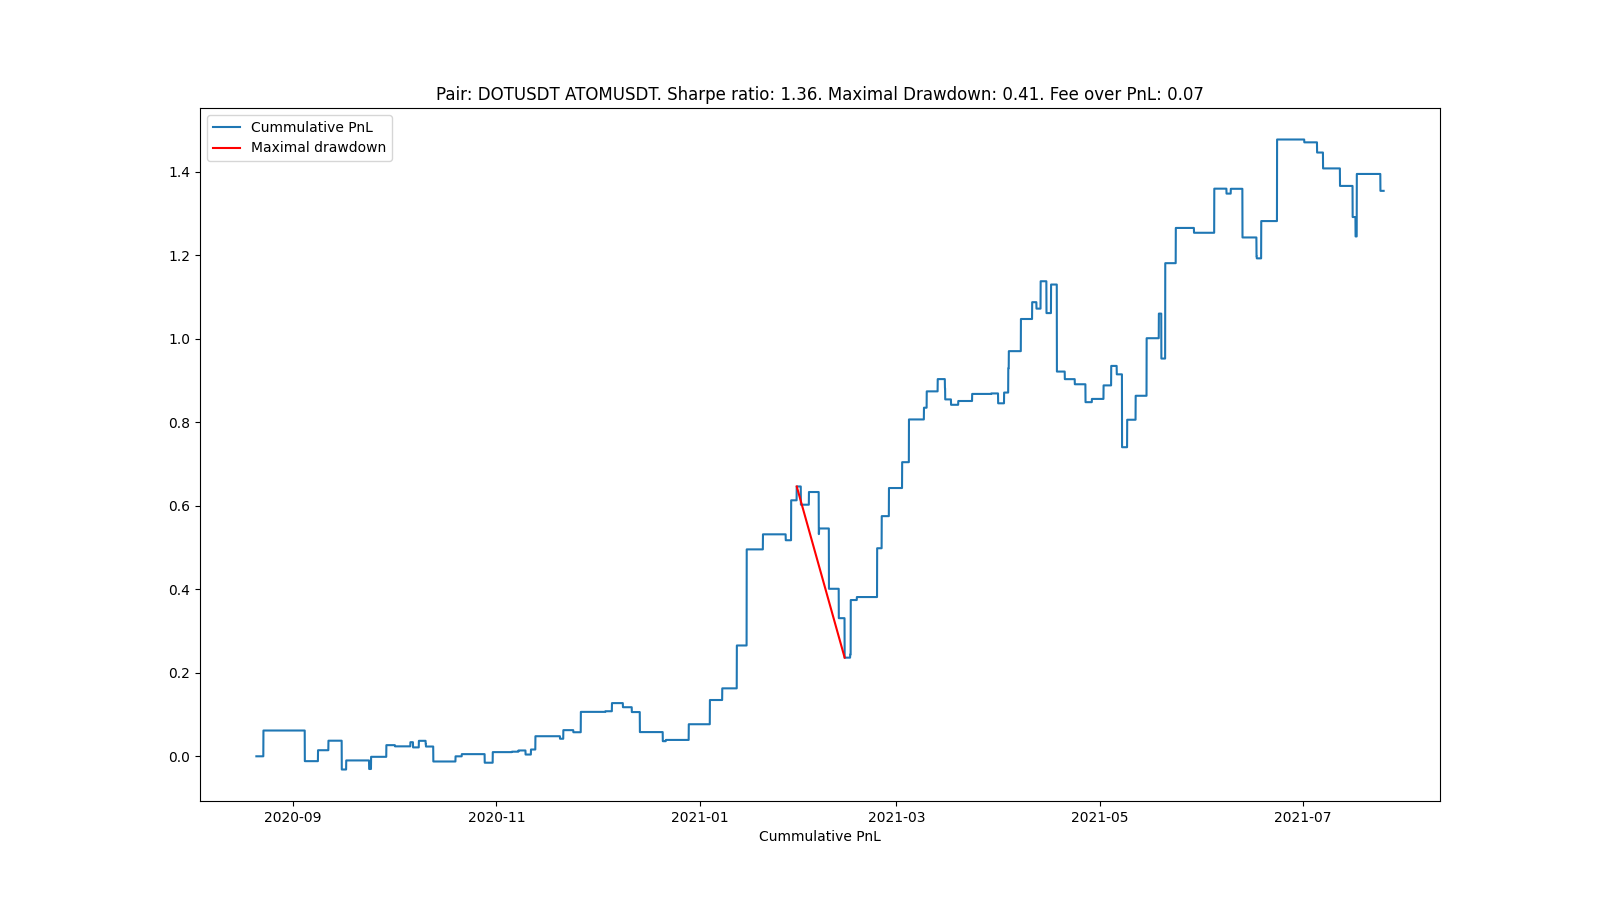 Pair: DOTUSDT ATOMUSDT. Sharpe ratio: 1.36. Maximal Drawdown: 0.41. Fee over PnL: 0.07
Cummulative PnL
Maximal drawdown
1.4
1.2
1.0
0.8
0.6
0.4
0.2
0.0
2020-09 2020-11 2021-01 2021-03 2021-05 2021-07
Cummulative PnL